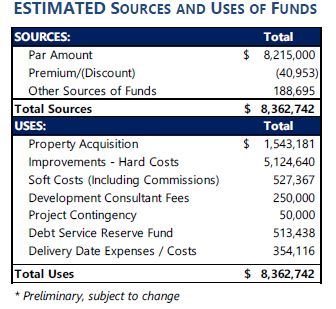 ESTIMATED SOURCES AND USES OF FUNDS
SOURCES: Total
Par Amount $ 8,215,000
Premium/(Discount) (40,953)
Other Sources of Funds 188,695
Total Sources $ 8,362,742
USES: Total
Property Acquisition $ 1,543,181
Improvements - Hard Costs 5,124,640
Soft Costs (Including Commissions) 527,367
Development Consultant Fees 250,000
Project Contingency 50,000
Debt Service Reserve Fund 513,438
Delivery Date Expenses / Costs 354,116
Total Uses $ 8,362,742
* Preliminary, subject to change